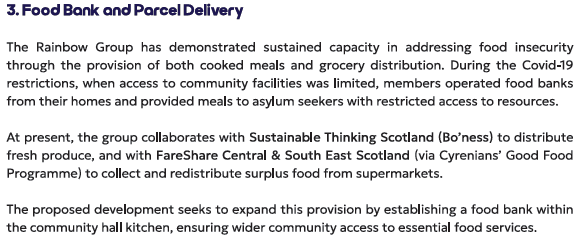 3. Food Bank and Parcel Delivery
The Rainbow Group has demonstrated sustained capacity in addressing food insecurity
through the provision of both cooked meals and grocery distribution. During the Covid-19
restrictions, when access to community facilities was limited, members operated food banks
from their homes and provided meals to asylum seekers with restricted access to resources.
At present, the group collaborates with Sustainable Thinking Scotland (Bo’ness) to distribute
fresh produce, and with FareShare Central & South East Scotland (via Cyrenians’ Good Food
Programme) to collect and redistribute surplus food from supermarkets.
The proposed development seeks to expand this provision by establishing a food bank within
the community hall kitchen, ensuring wider community access to essential food services.